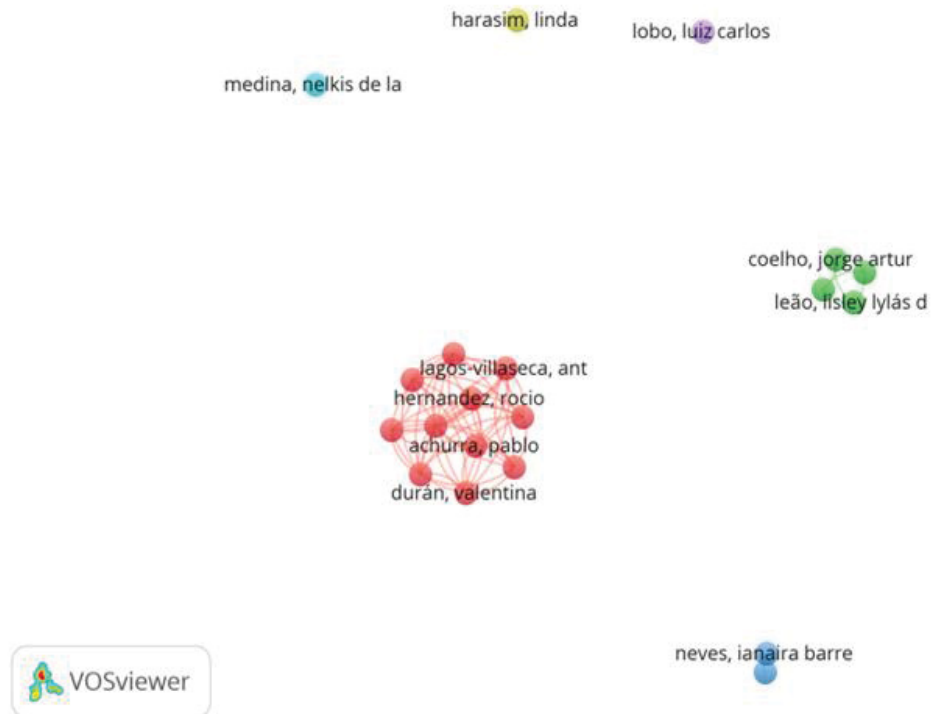 harasim, linda
lobo, luiz carlos
medina, nelkis de la
coelho, jorge artur
leão, ilsley lylás d
lagos-villaseca, ant
hernandez, rocio
achurra, pablo
durán, valentina
neves, ianaira barre
VOSviewer